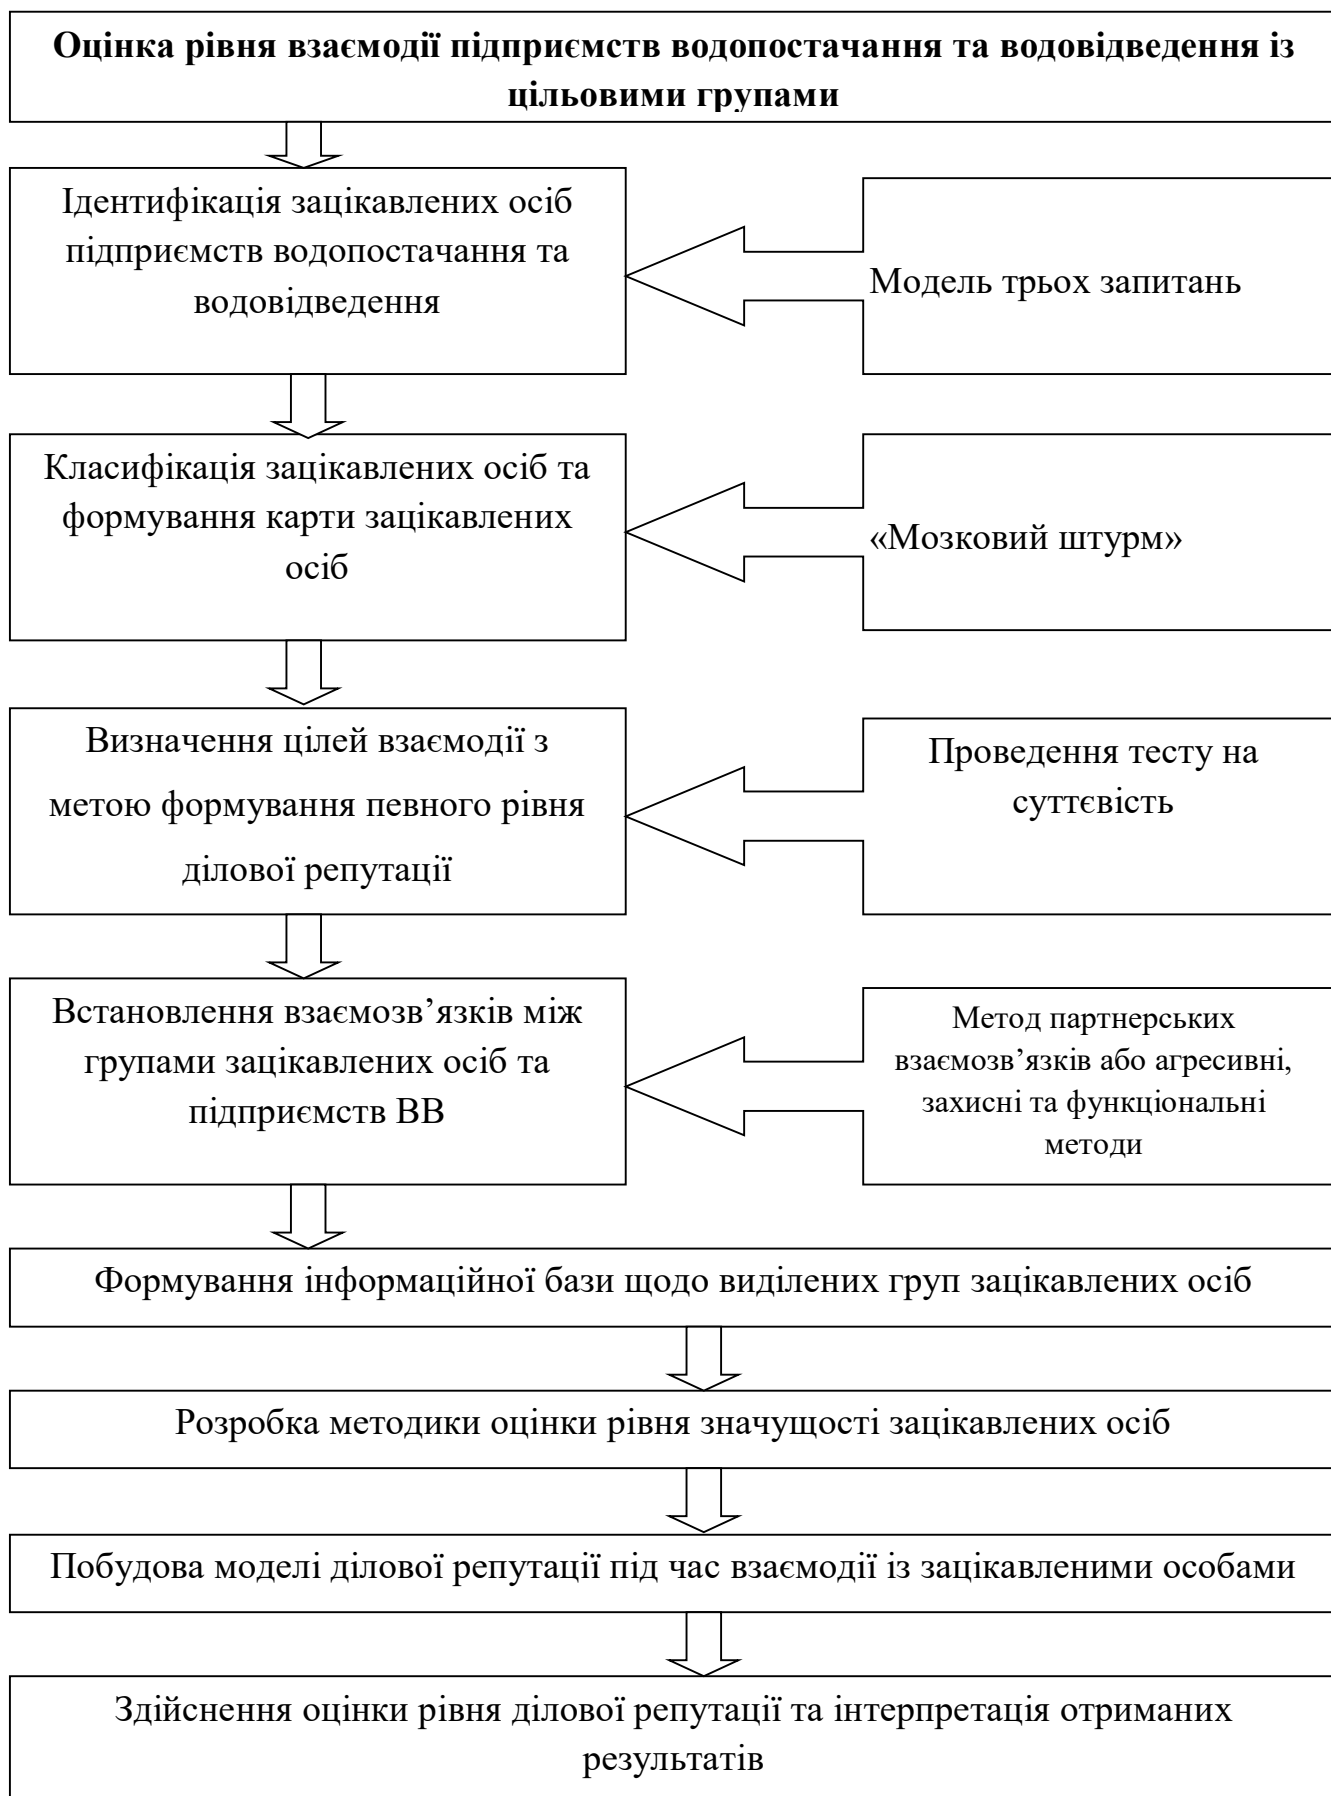 Оцінка рівня взаємодії підприємств водопостачання та водовідведення із
цільовими групами
Ідентифікація зацікавлених осіб
підприємств водопостачання та
водовідведення
Модель трьох запитань
Класифікація зацікавлених осіб та
формування карти зацікавлених
осіб
«Мозковий штурм»
Визначення цілей взаємодії з
метою формування певного рівня
ділової репутації
Проведення тесту на
суттєвість
Встановлення взаємозв’язків між
групами зацікавлених осіб та
підприємств ВВ
Метод партнерських
взаємозв’язків або агресивні,
захисні та функціональні
методи
Формування інформаційної бази щодо виділених груп зацікавлених осіб
Розробка методики оцінки рівня значущості зацікавлених осіб
Побудова моделі ділової репутації під час взаємодії із зацікавленими особами
Здійснення оцінки рівня ділової репутації та інтерпретація отриманих
результатів